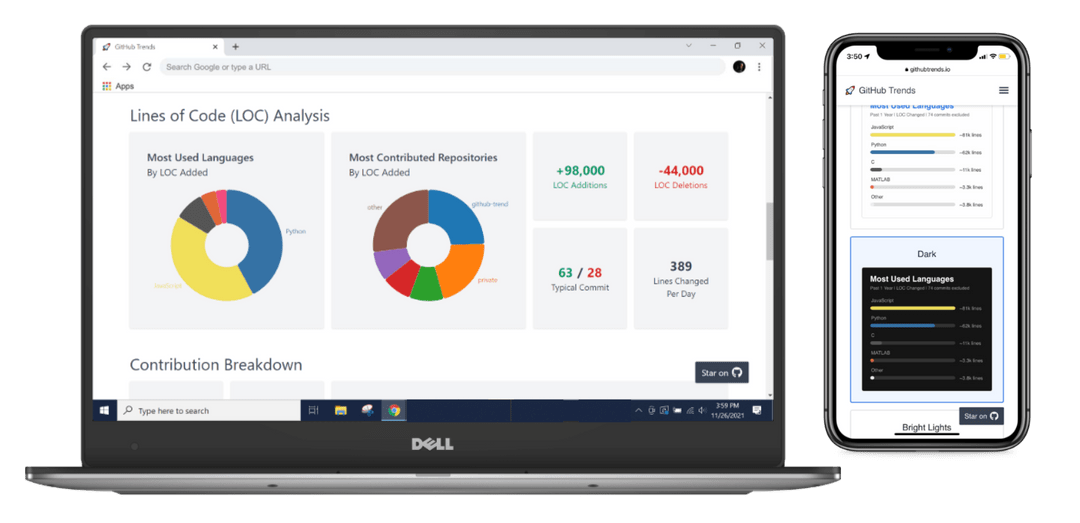 GitHub Trends
Search Google or type a URL
Apps
Lines of Code (LOC) Analysis
Most Used Languages
By LOC Added
Python
JavaScript
Most Contributed Repositories
By LOC Added
other
github-trend
private
+98,000
LOC Additions
-44,000
LOC Deletions
63 / 28
Typical Commit
389
Lines Changed
Per Day
Contribution Breakdown
Star on
Type here to search
3:59 PM
11/26/2021
DELL
3:50
githubtrends.io
GitHub Trends
Most Used Languages
Past 1 Year | LOC Changed | 74 commits excluded
JavaScript
~81k lines
Python
~62k lines
C
~11k lines
MATLAB
~3.3k lines
Other
~3.8k lines
Dark
Most Used Languages
Past 1 Year | LOC Changed | 74 commits excluded
JavaScript
~81k lines
Python
~62k lines
C
~11k lines
MATLAB
~3.3k lines
Other
~3.8k lines
Star on
Bright Lights